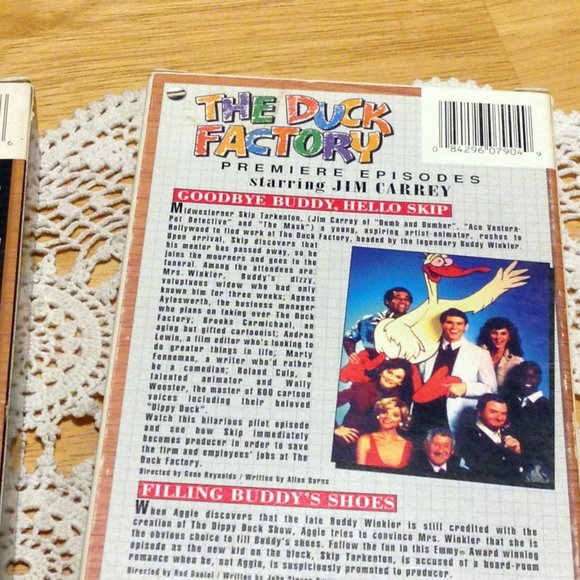 THE DUCK
FACTORY
PREMIERE EPISODES
starring JIM CARREY
0 84296 07904 9
6
GOODBYE BUDDY, HELLO SKIP
Midwesterner Skip Tarkenton, (Jim Carrey of "Dumb and Dumber", "Ace Ventura-
Pet Detective" and "The Mask") a young, aspiring artist-animator, rushes to
Hollywood to find work at The Duck Factory, headed by the legendary Buddy Winkler.
Upon arrival, Skip discovers that
his mentor has passed away, so he
joins the mourners and goes to the
funeral. Among the attendees are
Mrs. Winkler, Buddy's dizzy,
voluptuous widow who had only
known him for three weeks; Agnes
Aylesworth, the business manager
who plans on taking over The Duck
Factory; Brooks Carmichael, an
aging but gifted cartoonist; Andrea
Lewin, a film editor who's looking to
do greater things in life; Marty
Fenneman, a writer who'd rather
be a comedian; Roland Culp, a
talented animator and Wally
Wooster, the master of 600 cartoon
voices including their beloved
"Dippy Duck".
Watch this hilarious pilot episode
and see how Skip immediately
becomes producer in order to save
the firm and employees' jobs at The
Duck Factory.
Directed by Gene Reynolds / Written by Allan Burns
FILLING BUDDY'S SHOES
When Aggie discovers that the late Buddy Winkler is still credited with the
creation of The Dippy Duck Show, Aggie tries to convince Mrs. Winkler that she is
the obvious choice to fill Buddy's shoes. Follow the fun in this Emmy® Award winning
episode as the new kid on the block, Skip Tarkenton, is accused of a board-room
romance when he, not Aggie, is suspiciously promoted to producer.
Directed by Rod Daniel / Written by John Steven